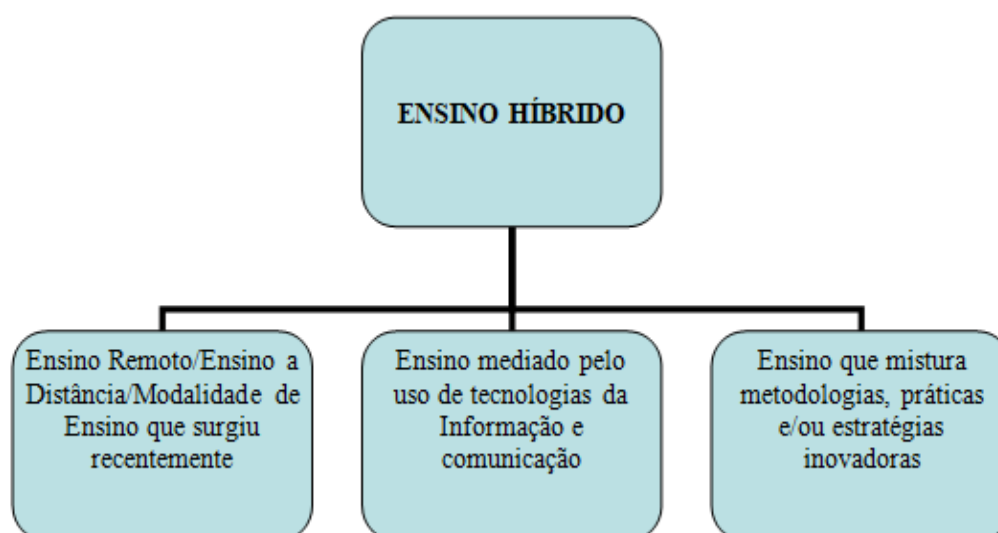 ENSINO HÍBRIDO
Ensino Remoto/Ensino a
Distância/Modalidade de
Ensino que surgiu
recentemente
Ensino mediado pelo
uso de tecnologias da
Informação e
comunicação
Ensino que mistura
metodologias, práticas
e/ou estratégias
inovadoras